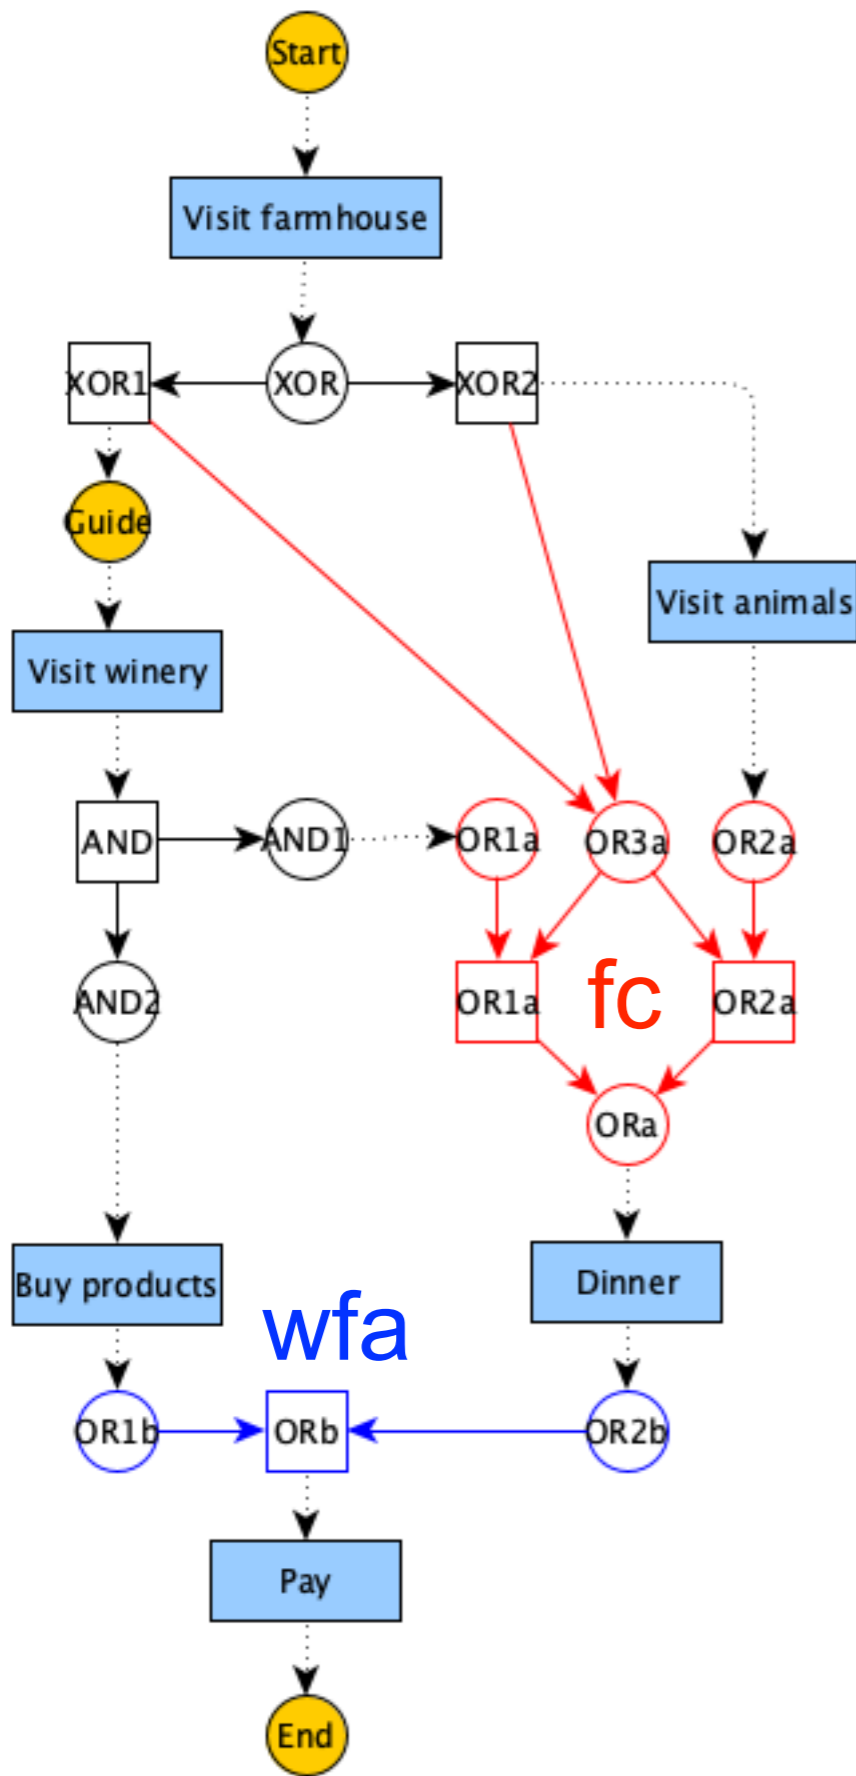 Start
Visit farmhouse
XOR1
XOR
XOR2
Guide
Visit animals
Visit winery
AND
AND1
OR1a
OR3a
OR2a
AND2
OR1a
fc
OR2a
ORa
Buy products
Dinner
wfa
OR1b
ORb
OR2b
Pay
End